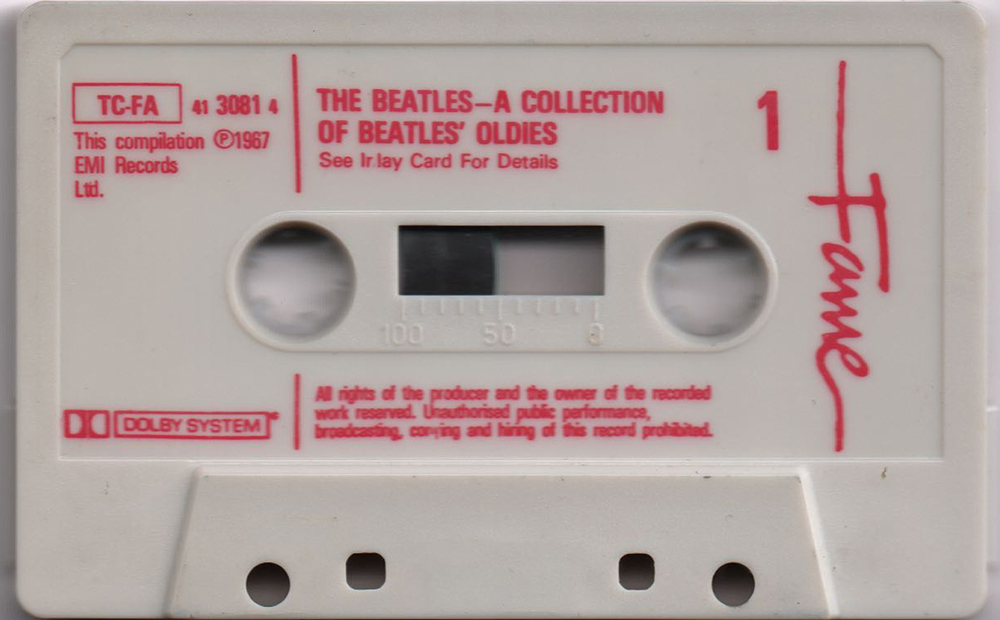 TC-FA 41 3081 4
This compilation ℗1967
EMI Records
Ltd.
THE BEATLES–A COLLECTION
OF BEATLES' OLDIES
See Inlay Card For Details
1
Fame
100 50 0
DOLBY SYSTEM
All rights of the producer and the owner of the recorded
work reserved. Unauthorised public performance,
broadcasting, copying and hiring of this record prohibited.